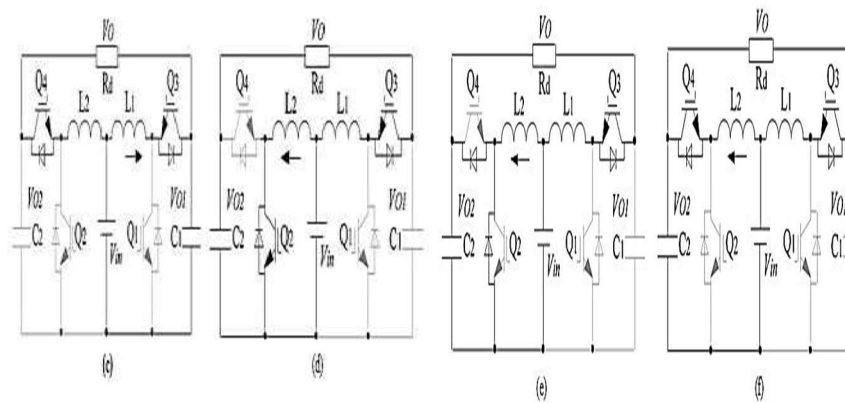 Vo
Rd
Q4
L2
L1
Q3
VO2
VO1
C2
Q2
Vin
Q1
C1
(c)
Vo
Rd
Q4
L2
L1
Q3
VO2
VO1
C2
Q2
Vin
Q1
C1
(d)
VO
Rd
Q4
L2
L1
Q3
VO2
VO1
C2
Q2
Vin
Q1
C1
(e)
VO
Rd
Q4
L2
L1
Q3
VO2
VO1
C2
Q2
Vin
Q1
C1
(f)